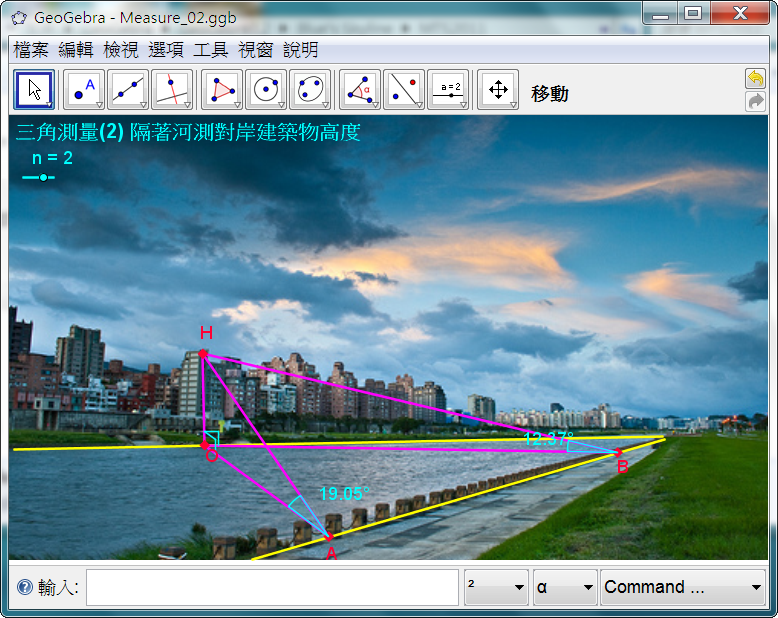 GeoGebra - Measure_02.ggb
檔案 編輯 檢視 選項 工具 視窗 說明
A α a=2 移動
三角測量(2) 隔著河測對岸建築物高度
n = 2
H
12.37°
O
B
19.05°
A
輸入: ² α Command ...